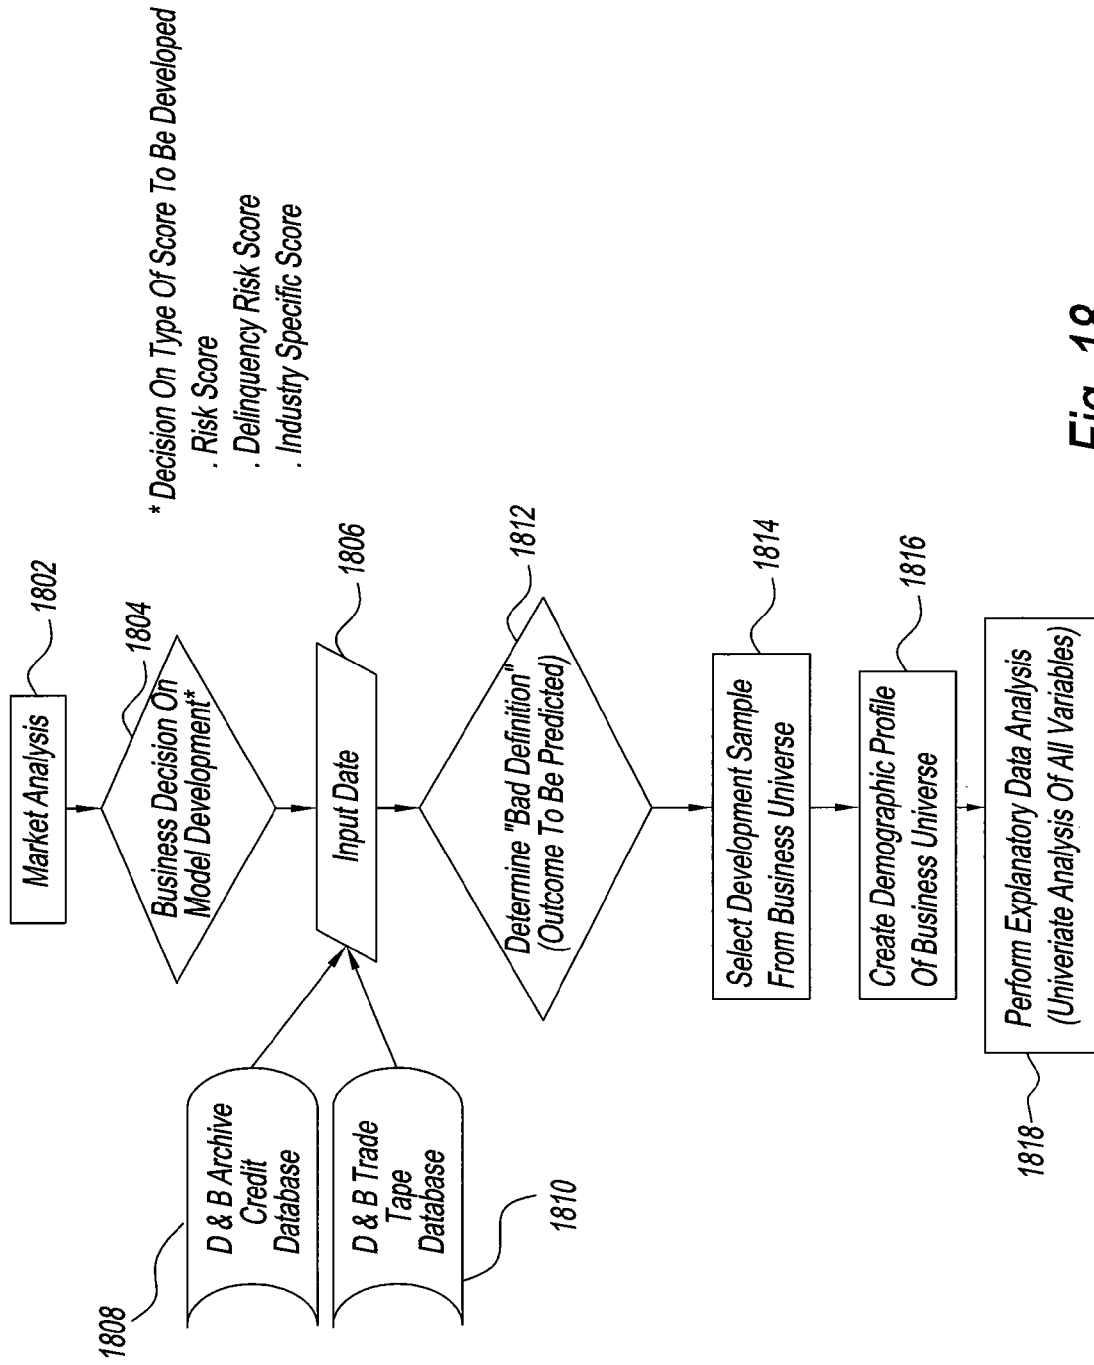 1802
Market Analysis
1804
Business Decision On
Model Development*
* Decision On Type Of Score To Be Developed
. Risk Score
. Delinquency Risk Score
. Industry Specific Score
1806
Input Date
1808
D & B Archive
Credit
Database
D & B Trade
Tape
Database
1810
1812
Determine "Bad Definition"
(Outcome To Be Predicted)
1814
Select Development Sample
From Business Universe
1816
Create Demographic Profile
Of Business Universe
Perform Explanatory Data Analysis
(Univeriate Analysis Of All Variables)
1818
Fig. 18